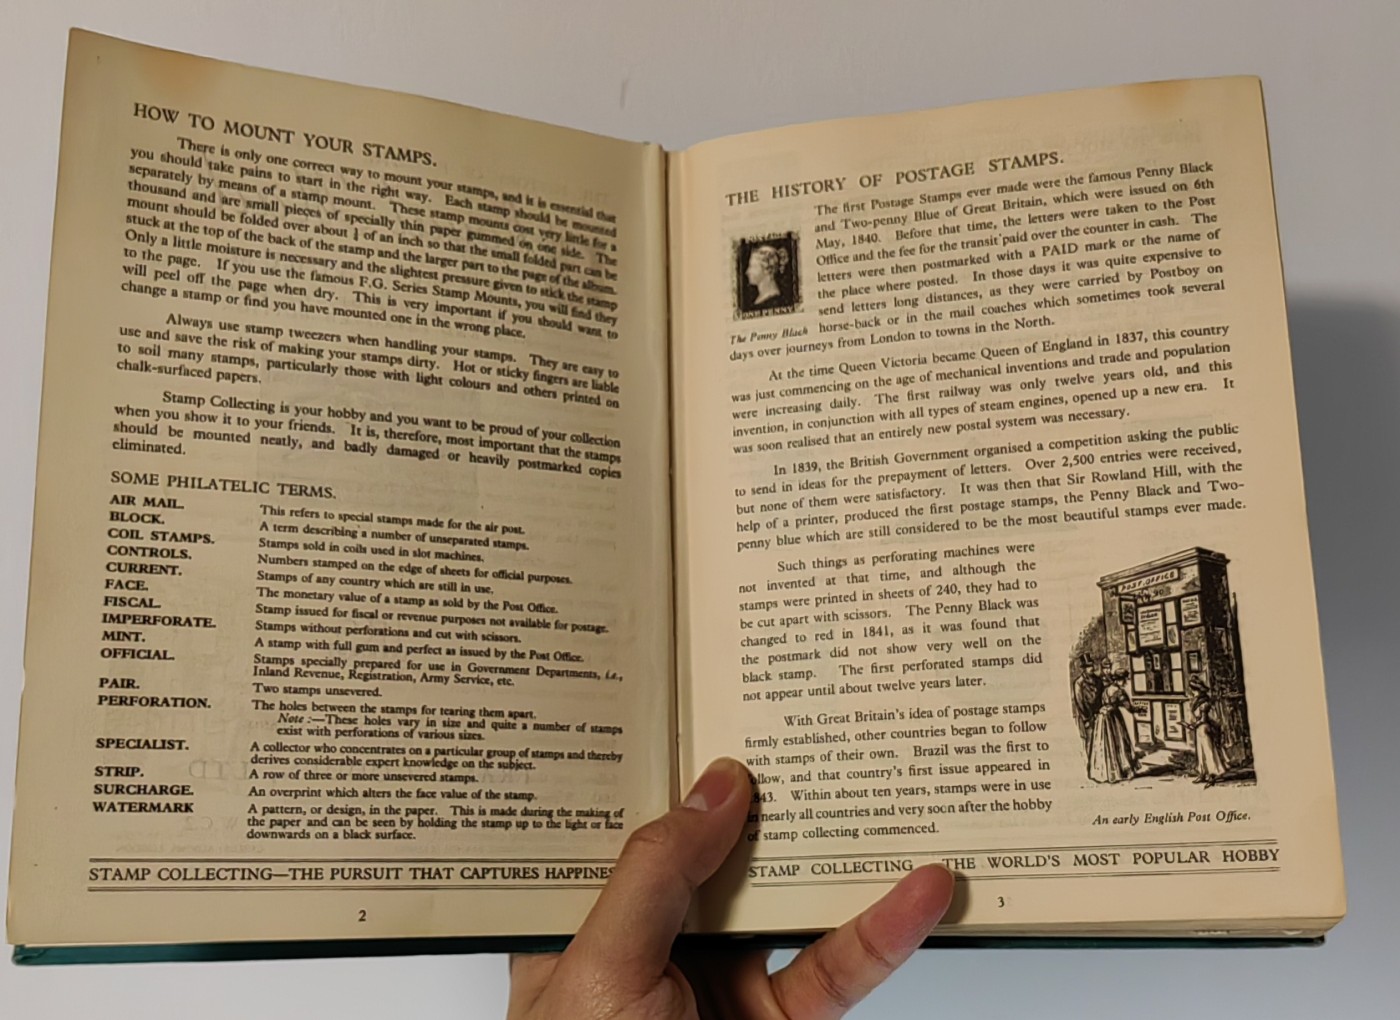 HOW TO MOUNT YOUR STAMPS.
There is only one correct way to mount your stamps, and it is essential that
you should take pains to start in the right way. Each stamp should be mounted
separately by means of a stamp mount. These stamp mounts cost very little for a
thousand and are small pieces of specially thin paper gummed on one side. The
mount should be folded over about of an inch so that the small folded part can be
stuck at the top of the back of the stamp and the larger part to the page of the album.
Only a little moisture is necessary and the slightest pressure given to stick the stamp
to the page. If you use the famous F.G. Series Stamp Mounts, you will find they
will peel off the page when dry. This is very important if you should want to
change a stamp or find you have mounted one in the wrong place.
Always use stamp tweezers when handling your stamps. They are easy to
use and save the risk of making your stamps dirty. Hot or sticky fingers are liable
to soil many stamps, particularly those with light colours and others printed on
chalk-surfaced papers.
Stamp Collecting is your hobby and you want to be proud of your collection
when you show it to your friends. It is, therefore, most important that the stamps
should be mounted neatly, and badly damaged or heavily postmarked copies
eliminated.
SOME PHILATELIC TERMS.
AIR MAIL. This refers to special stamps made for the air post.
BLOCK. A term describing a number of unseparated stamps.
COIL STAMPS. Stamps sold in coils used in slot machines.
CONTROLS. Numbers stamped on the edge of sheets for official purposes.
CURRENT. Stamps of any country which are still in use.
FACE. The monetary value of a stamp as sold by the Post Office.
FISCAL. Stamp issued for fiscal or revenue purposes not available for postage.
IMPERFORATE. Stamps without perforations and cut with scissors.
MINT. A stamp with full gum and perfect as issued by the Post Office.
OFFICIAL. Stamps specially prepared for use in Government Departments, i.e.,
Inland Revenue, Registration, Army Service, etc.
PAIR. Two stamps unsevered.
PERFORATION. The holes between the stamps for tearing them apart.
Note :—These holes vary in size and quite a number of stamps
exist with perforations of various sizes.
SPECIALIST. A collector who concentrates on a particular group of stamps and thereby
derives considerable expert knowledge on the subject.
STRIP. A row of three or more unsevered stamps.
SURCHARGE. An overprint which alters the face value of the stamp.
WATERMARK A pattern, or design, in the paper. This is made during the making of
the paper and can be seen by holding the stamp up to the light or face
downwards on a black surface.
STAMP COLLECTING—THE PURSUIT THAT CAPTURES HAPPINES
2
THE HISTORY OF POSTAGE STAMPS.
The first Postage Stamps ever made were the famous Penny Black
and Two-penny Blue of Great Britain, which were issued on 6th
May, 1840. Before that time, the letters were taken to the Post
Office and the fee for the transit paid over the counter in cash. The
letters were then postmarked with a PAID mark or the name of
the place where posted. In those days it was quite expensive to
send letters long distances, as they were carried by Postboy on
horse-back or in the mail coaches which sometimes took several
days over journeys from London to towns in the North.
ONE PENNY
The Penny Black
At the time Queen Victoria became Queen of England in 1837, this country
was just commencing on the age of mechanical inventions and trade and population
were increasing daily. The first railway was only twelve years old, and this
invention, in conjunction with all types of steam engines, opened up a new era. It
was soon realised that an entirely new postal system was necessary.
In 1839, the British Government organised a competition asking the public
to send in ideas for the prepayment of letters. Over 2,500 entries were received,
but none of them were satisfactory. It was then that Sir Rowland Hill, with the
help of a printer, produced the first postage stamps, the Penny Black and Two-
penny blue which are still considered to be the most beautiful stamps ever made.
Such things as perforating machines were
not invented at that time, and although the
stamps were printed in sheets of 240, they had to
be cut apart with scissors. The Penny Black was
changed to red in 1841, as it was found that
the postmark did not show very well on the
black stamp. The first perforated stamps did
not appear until about twelve years later.
With Great Britain's idea of postage stamps
firmly established, other countries began to follow
with stamps of their own. Brazil was the first to
follow, and that country's first issue appeared in
1843. Within about ten years, stamps were in use
in nearly all countries and very soon after the hobby
of stamp collecting commenced.
POST OFFICE
An early English Post Office.
STAMP COLLECTING THE WORLD'S MOST POPULAR HOBBY
3